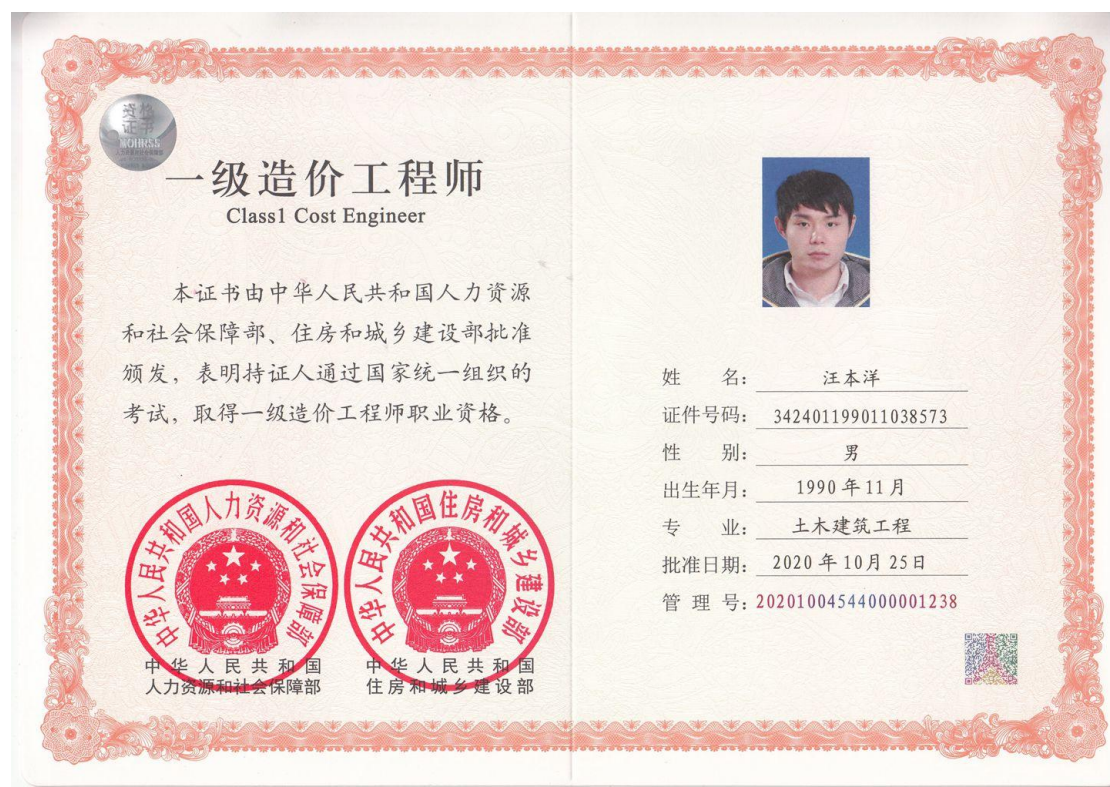 资格
证书
MOHRSS
一级造价工程师
Class1 Cost Engineer
本证书由中华人民共和国人力资源
和社会保障部、住房和城乡建设部批准
颁发，表明持证人通过国家统一组织的
考试，取得一级造价工程师职业资格。
中华人民共和国人力资源和社会保障部
中华人民共和国
人力资源和社会保障部
中华人民共和国住房和城乡建设部
中华人民共和国
住房和城乡建设部
姓 名： 汪本洋
证件号码： 342401199011038573
性 别： 男
出生年月： 1990年11月
专 业： 土木建筑工程
批准日期： 2020年10月25日
管 理 号： 20201004544000001238